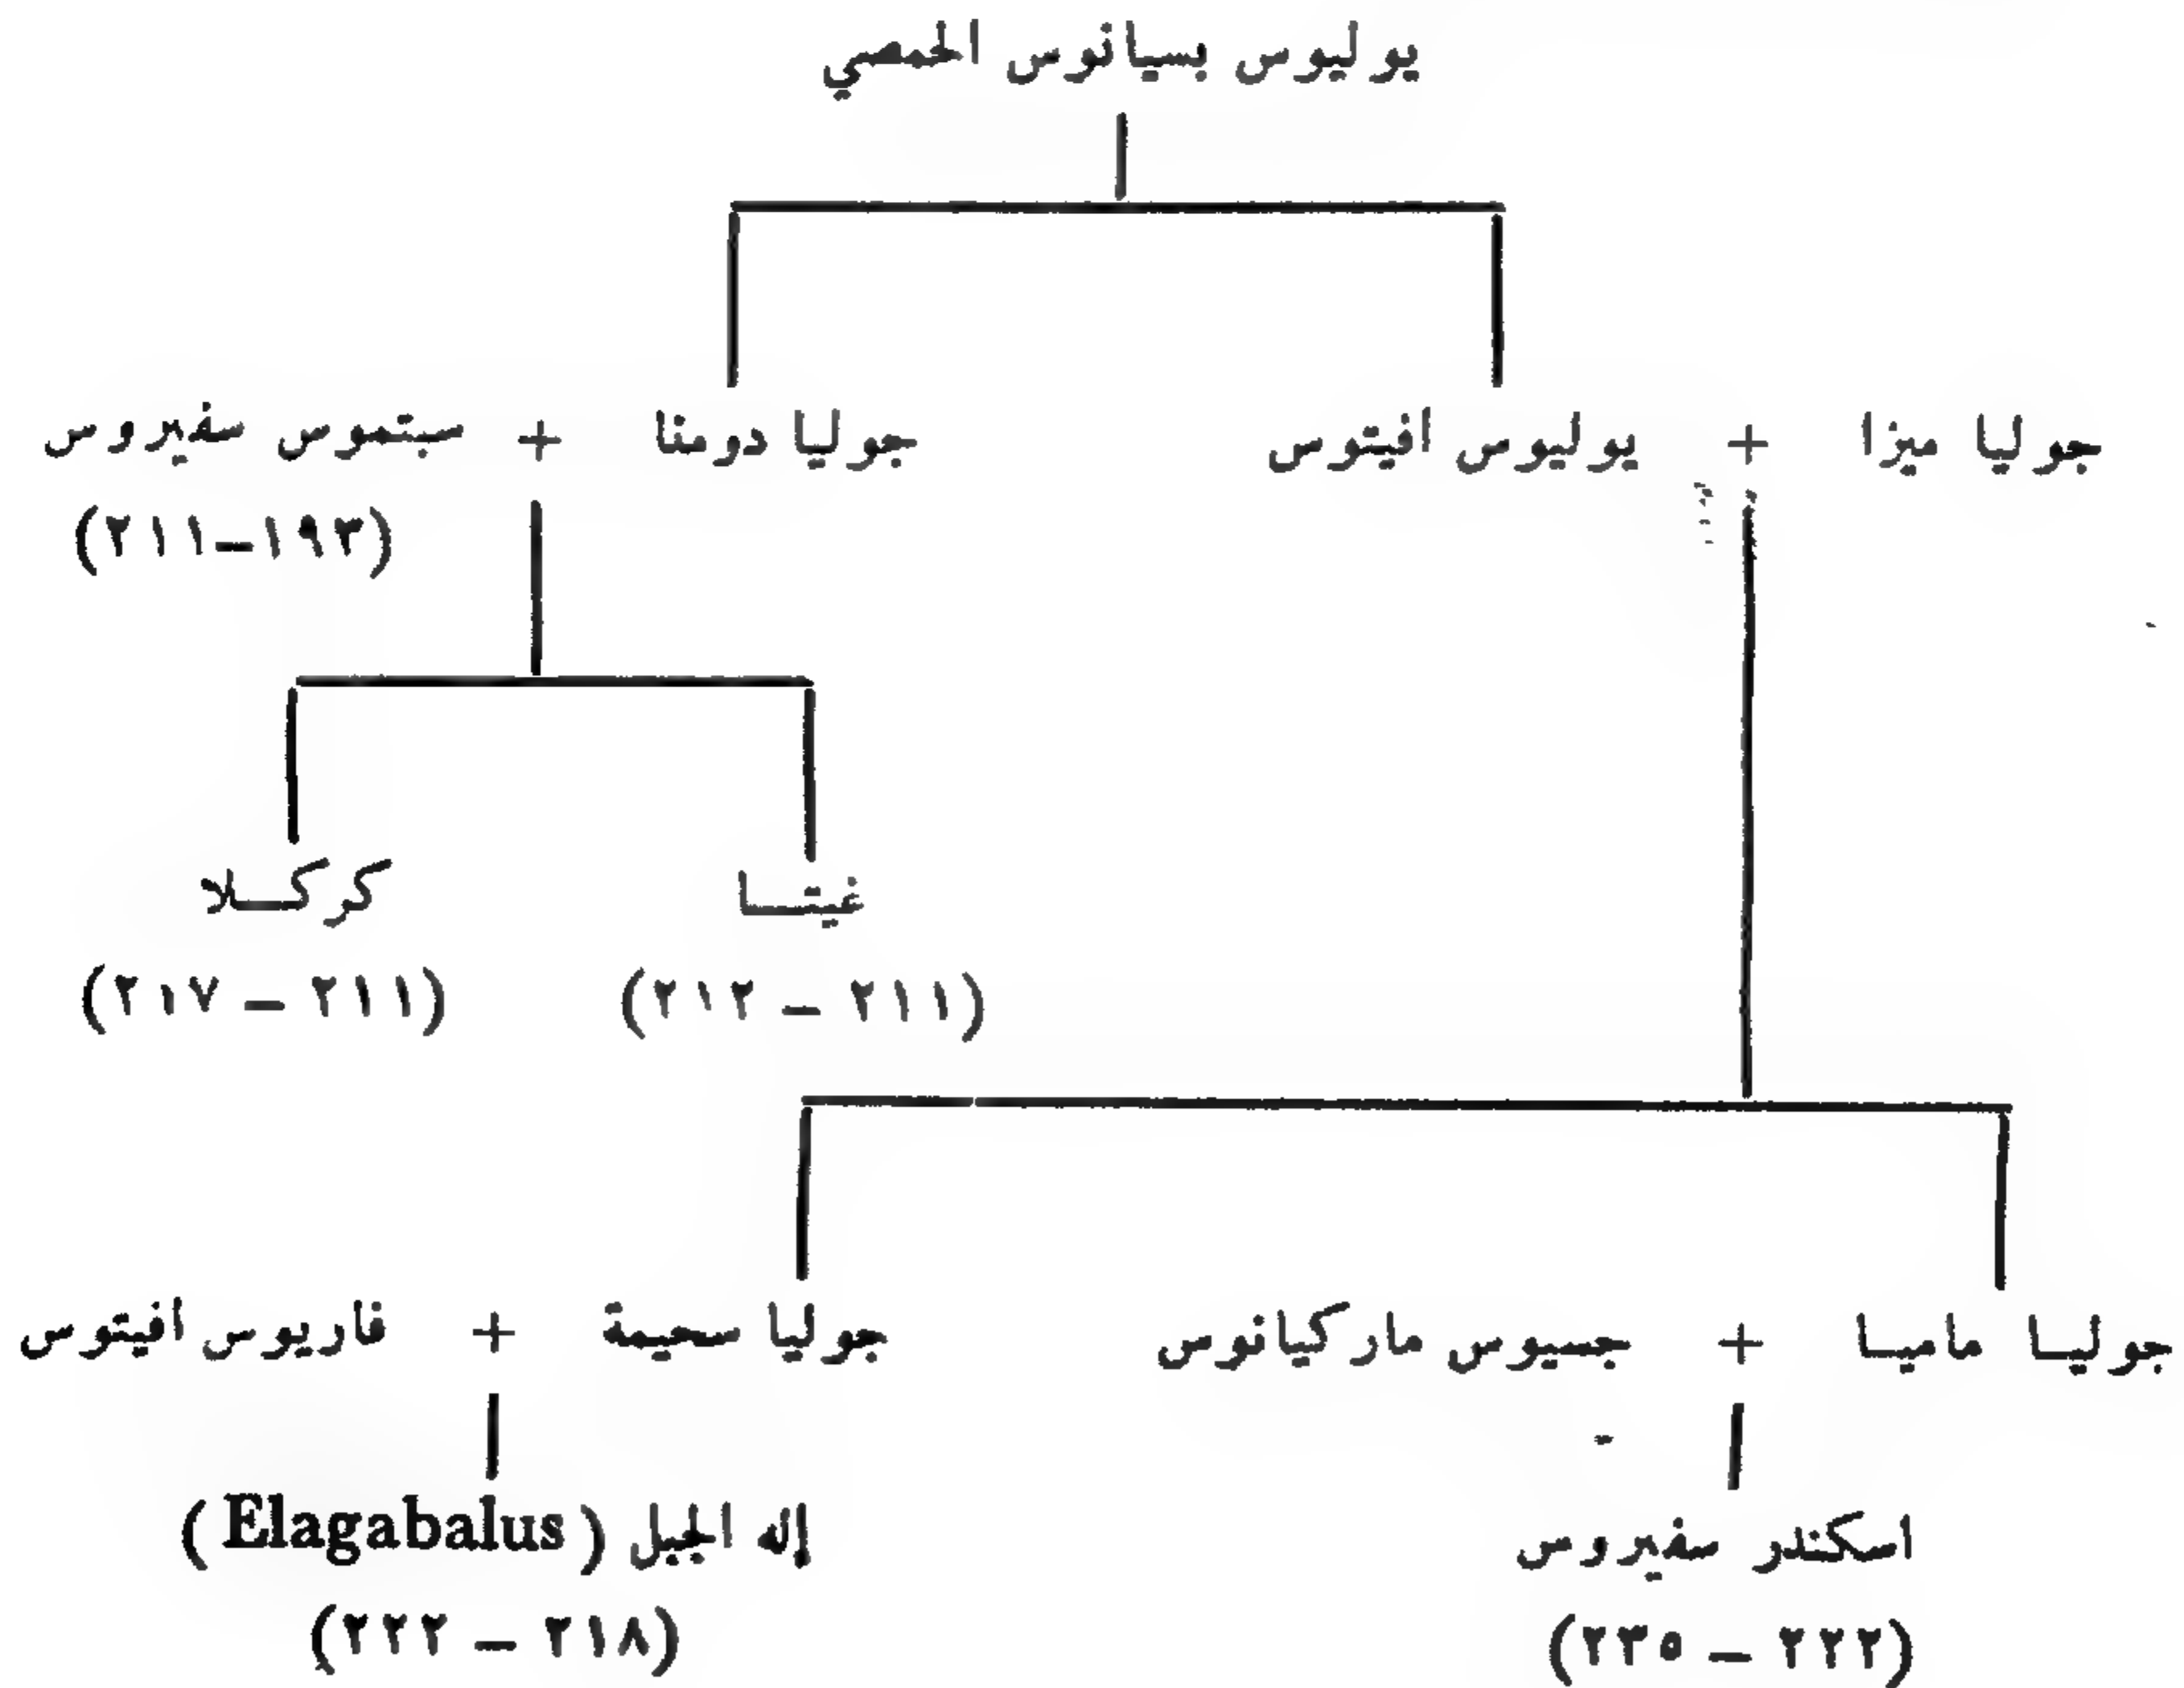 يوليوس بسيانوس الحمصي
جوليا ميزا + يوليوس افيتوس جوليا دومنا + سبتموس سفيروس
(١٩٣–٢١١)
غيتا كركلا
(٢١١ – ٢١٢) (٢١١ – ٢١٧)
جوليا ماميا + جسيوس ماركيانوس جوليا سحيمة + فاريوس افيتوس
اسكندر سفيروس إله الجبل (Elagabalus)
(٢٢٢ – ٢٣٥) (٢١٨ – ٢٢٢)